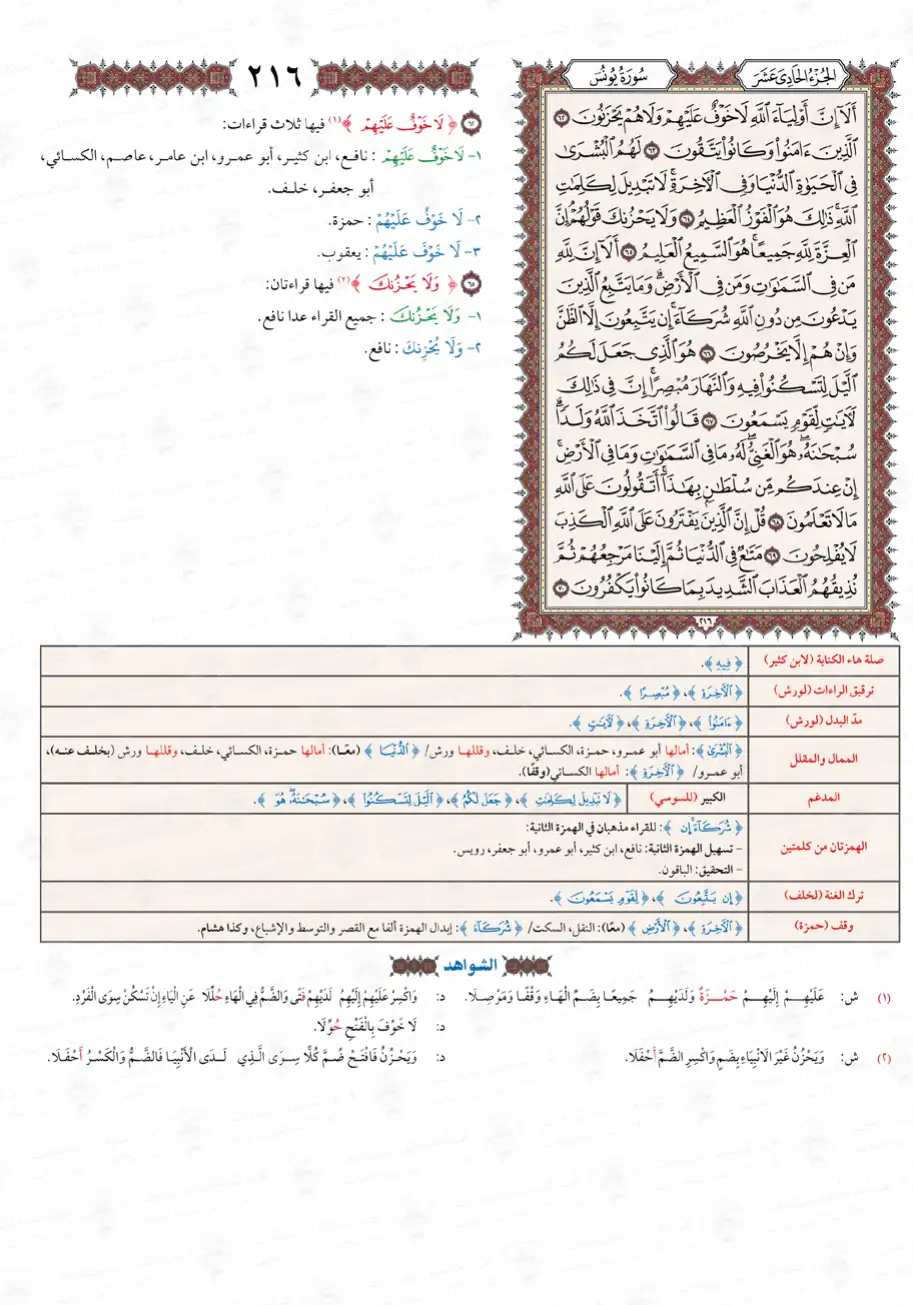 الجُزْءُ الحَادِى عَشَرَ
سُورَةُ يُونُسَ
أَلَآ إِنَّ أَوْلِيَآءَ ٱللَّهِ لَا خَوْفٌ عَلَيْهِمْ وَلَا هُمْ يَحْزَنُونَ ٦٢
ٱلَّذِينَ ءَامَنُوا۟ وَكَانُوا۟ يَتَّقُونَ ٦٣ لَهُمُ ٱلْبُشْرَىٰ
فِى ٱلْحَيَوٰةِ ٱلدُّنْيَا وَفِى ٱلْـَٔاخِرَةِ ۚ لَا تَبْدِيلَ لِكَلِمَـٰتِ
ٱللَّهِ ۚ ذَٰلِكَ هُوَ ٱلْفَوْزُ ٱلْعَظِيمُ ٦٤ وَلَا يَحْزُنكَ قَوْلُهُمْ ۘ إِنَّ
ٱلْعِزَّةَ لِلَّهِ جَمِيعًا ۚ هُوَ ٱلسَّمِيعُ ٱلْعَلِيمُ ٦٥ أَلَآ إِنَّ لِلَّهِ
مَن فِى ٱلسَّمَـٰوَٰتِ وَمَن فِى ٱلْأَرْضِ ۗ وَمَا يَتَّبِعُ ٱلَّذِينَ
يَدْعُونَ مِن دُونِ ٱللَّهِ شُرَكَآءَ ۚ إِن يَتَّبِعُونَ إِلَّا ٱلظَّنَّ
وَإِنْ هُمْ إِلَّا يَخْرُصُونَ ٦٦ هُوَ ٱلَّذِى جَعَلَ لَكُمُ
ٱلَّيْلَ لِتَسْكُنُوا۟ فِيهِ وَٱلنَّهَارَ مُبْصِرًا ۚ إِنَّ فِى ذَٰلِكَ
لَـَٔايَـٰتٍ لِّقَوْمٍ يَسْمَعُونَ ٦٧ قَالُوا۟ ٱتَّخَذَ ٱللَّهُ وَلَدًا ۗ
سُبْحَـٰنَهُۥ ۖ هُوَ ٱلْغَنِىُّ ۖ لَهُۥ مَا فِى ٱلسَّمَـٰوَٰتِ وَمَا فِى ٱلْأَرْضِ ۚ
إِنْ عِندَكُم مِّن سُلْطَـٰنٍۭ بِهَـٰذَآ ۚ أَتَقُولُونَ عَلَى ٱللَّهِ
مَا لَا تَعْلَمُونَ ٦٨ قُلْ إِنَّ ٱلَّذِينَ يَفْتَرُونَ عَلَى ٱللَّهِ ٱلْكَذِبَ
لَا يُفْلِحُونَ ٦٩ مَتَـٰعٌ فِى ٱلدُّنْيَا ثُمَّ إِلَيْنَا مَرْجِعُهُمْ ثُمَّ
نُذِيقُهُمُ ٱلْعَذَابَ ٱلشَّدِيدَ بِمَا كَانُوا۟ يَكْفُرُونَ ٧٠
٢١٦
٢١٦
٦٢ ﴿ لَا خَوْفٌ عَلَيْهِمْ ﴾(١) فيها ثلاث قراءات:
١- لَا خَوْفٌ عَلَيْهِمْ : نافع، ابن كثير، أبو عمرو، ابن عامر، عاصم، الكسائي،
أبو جعفر، خلف.
٢- لَا خَوْفٌ عَلَيْهُمْ : حمزة.
٣- لَا خَوْفَ عَلَيْهُمْ : يعقوب.
٦٥ ﴿ وَلَا يَحْزُنكَ ﴾(٢) فيها قراءتان:
١- وَلَا يَحْزُنكَ : جميع القراء عدا نافع.
٢- وَلَا يُحْزِنكَ : نافع.
صلة هاء الكناية (لابن كثير) ﴿ فِيهِ ﴾.
ترقيق الراءات (لورش) ﴿ ٱلْأَخِرَةِ ﴾، ﴿ مُبْصِرًا ﴾.
مدّ البدل (لورش) ﴿ ءَامَنُوا۟ ﴾، ﴿ ٱلْأَخِرَةِ ﴾، ﴿ لَأَيَـٰتٍ ﴾.
الممال والمقلل ﴿ ٱلْبُشْرَىٰ ﴾: أمالها أبو عمرو، حمزة، الكسائي، خلف، وقللها ورش/ ﴿ ٱلدُّنْيَا ﴾ (معًا): أمالها حمزة، الكسائي، خلف، وقللها ورش (بخلف عنه)،
أبو عمرو/ ﴿ ٱلْأَخِرَةِ ﴾: أمالها الكسائي (وقفًا).
المدغم الكبير (للسوسي) ﴿ لَا تَبْدِيلَ لِكَلِمَـٰتِ ﴾، ﴿ جَعَلَ لَكُمُ ﴾، ﴿ ٱلَّيْلَ لِتَسْكُنُوا۟ ﴾، ﴿ سُبْحَـٰنَهُۥ هُوَ ﴾.
﴿ شُرَكَآءَ إِن ﴾: للقراء مذهبان في الهمزة الثانية:
الهمزتان من كلمتين - تسهيل الهمزة الثانية: نافع، ابن كثير، أبو عمرو، أبو جعفر، رويس.
- التحقيق: الباقون.
ترك الغنة (لخلف) ﴿ إِن يَتَّبِعُونَ ﴾، ﴿ لِّقَوْمٍ يَسْمَعُونَ ﴾.
وقف (حمزة) ﴿ ٱلْأَخِرَةِ ﴾، ﴿ ٱلْأَرْضِ ﴾ (معًا): النقل، السكت/ ﴿ شُرَكَآءَ ﴾: إبدال الهمزة ألفا مع القصر والتوسط والإشباع، وكذا هشام.
الشواهد
(١) ش: عَلَيْهِمْ إِلَيْهِمْ حَمْزَةٌ وَلَدَيْهِمُ جَمِيعًا بِضَمِّ الْهَاءِ وَقْفًا وَمَوْصِلَا. د: وَاكْسِرْ عَلَيْهِمْ إِلَيْهِمُ لَدَيْهِمْ فَتًى وَالضَّمُّ فِي الْهَاءِ حُلِّلَا عَنِ الْيَاءِ إِنْ تَسْكُنْ سِوَى الْفَرْدِ.
د: لَا خَوْفَ بِالْفَتْحِ حُوِّلَا.
(٢) ش: وَيَحْزُنُ غَيْرَ الَانْبِيَاءِ بِضَمٍ وَاكْسِرِ الضَّمَّ أَحْفَلَا. د: وَيَحْزُنُ فَافْتَحْ ضُمَّ كُلًّا سِوَى الَّذِي لَدَى الْأَنْبِيَا فَالضَّمُّ وَالْكَسْرُ أَحْفَلَا.